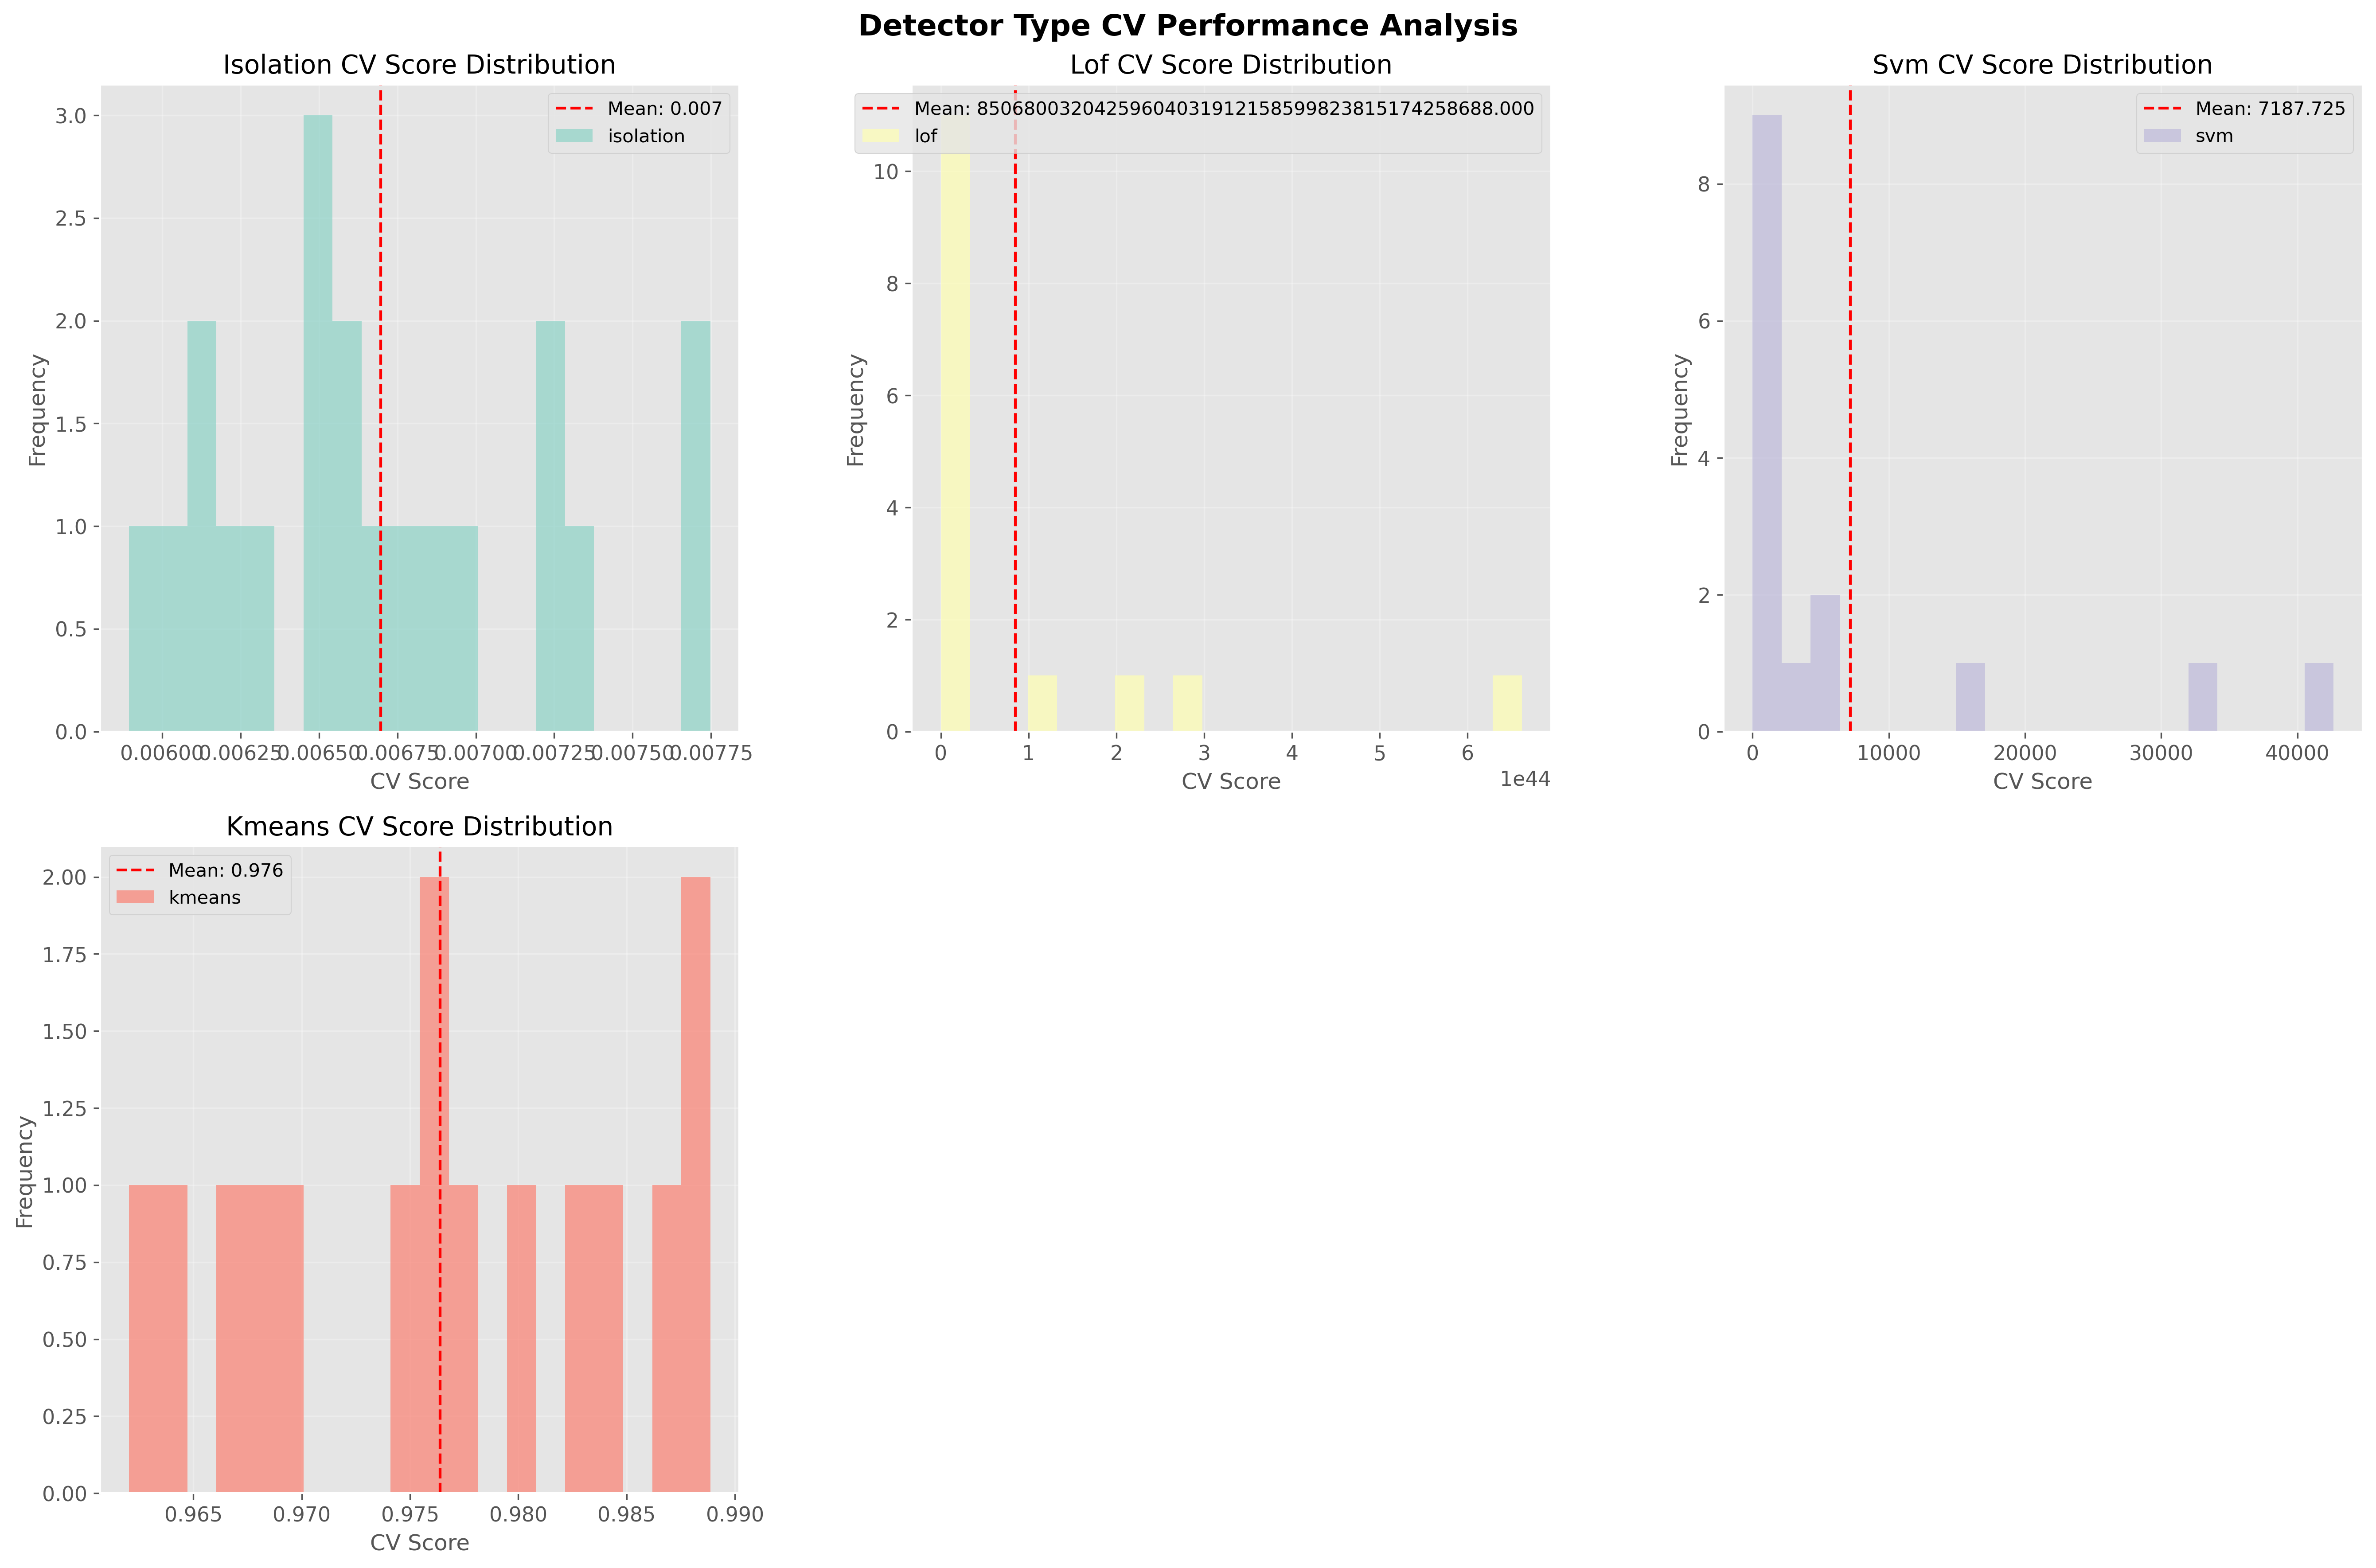 Detector Type CV Performance Analysis
Isolation CV Score Distribution
Mean: 0.007
isolation
Frequency
3.0
2.5
2.0
1.5
1.0
0.5
0.0
0.00600 0.00625 0.00650 0.00675 0.00700 0.00725 0.00750 0.00775
CV Score
Lof CV Score Distribution
Mean: 85068003204259604031912158599823815174258688.000
lof
Frequency
10
8
6
4
2
0
0 1 2 3 4 5 6
1e44
CV Score
Svm CV Score Distribution
Mean: 7187.725
svm
Frequency
8
6
4
2
0
0 10000 20000 30000 40000
CV Score
Kmeans CV Score Distribution
Mean: 0.976
kmeans
Frequency
2.00
1.75
1.50
1.25
1.00
0.75
0.50
0.25
0.00
0.965 0.970 0.975 0.980 0.985 0.990
CV Score